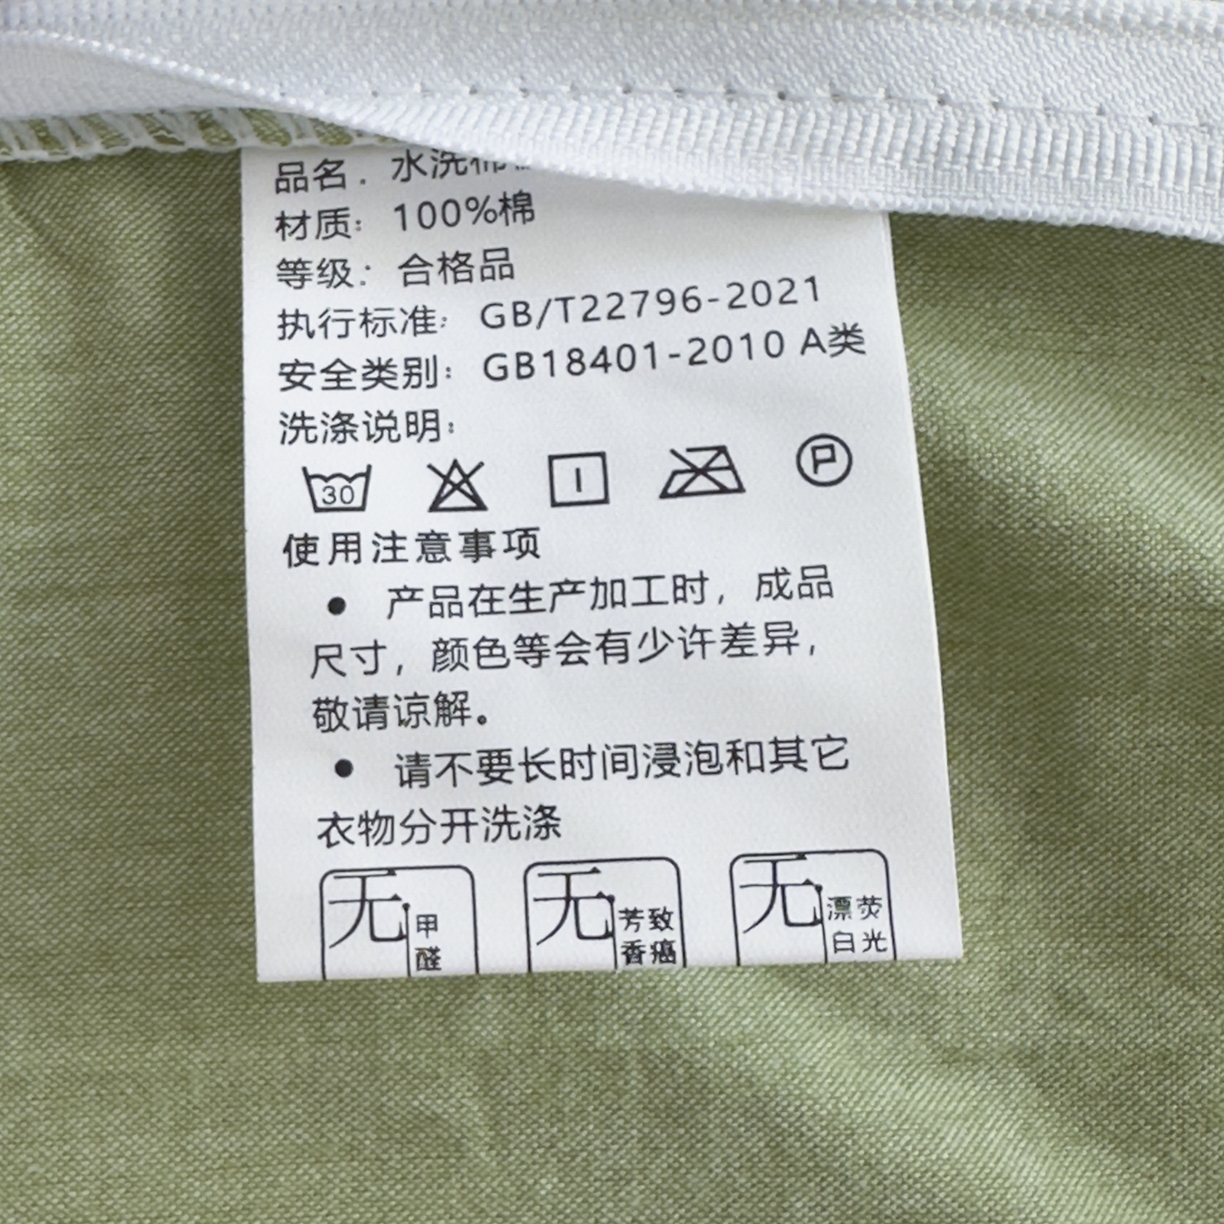 品名：水洗棉
材质：100%棉
等级：合格品
执行标准：GB/T22796-2021
安全类别：GB18401-2010 A类
洗涤说明：
30 P
使用注意事项
● 产品在生产加工时，成品
尺寸，颜色等会有少许差异，
敬请谅解。
● 请不要长时间浸泡和其它
衣物分开洗涤
无 甲醛 无 芳香 致癌 无 漂白 荧光